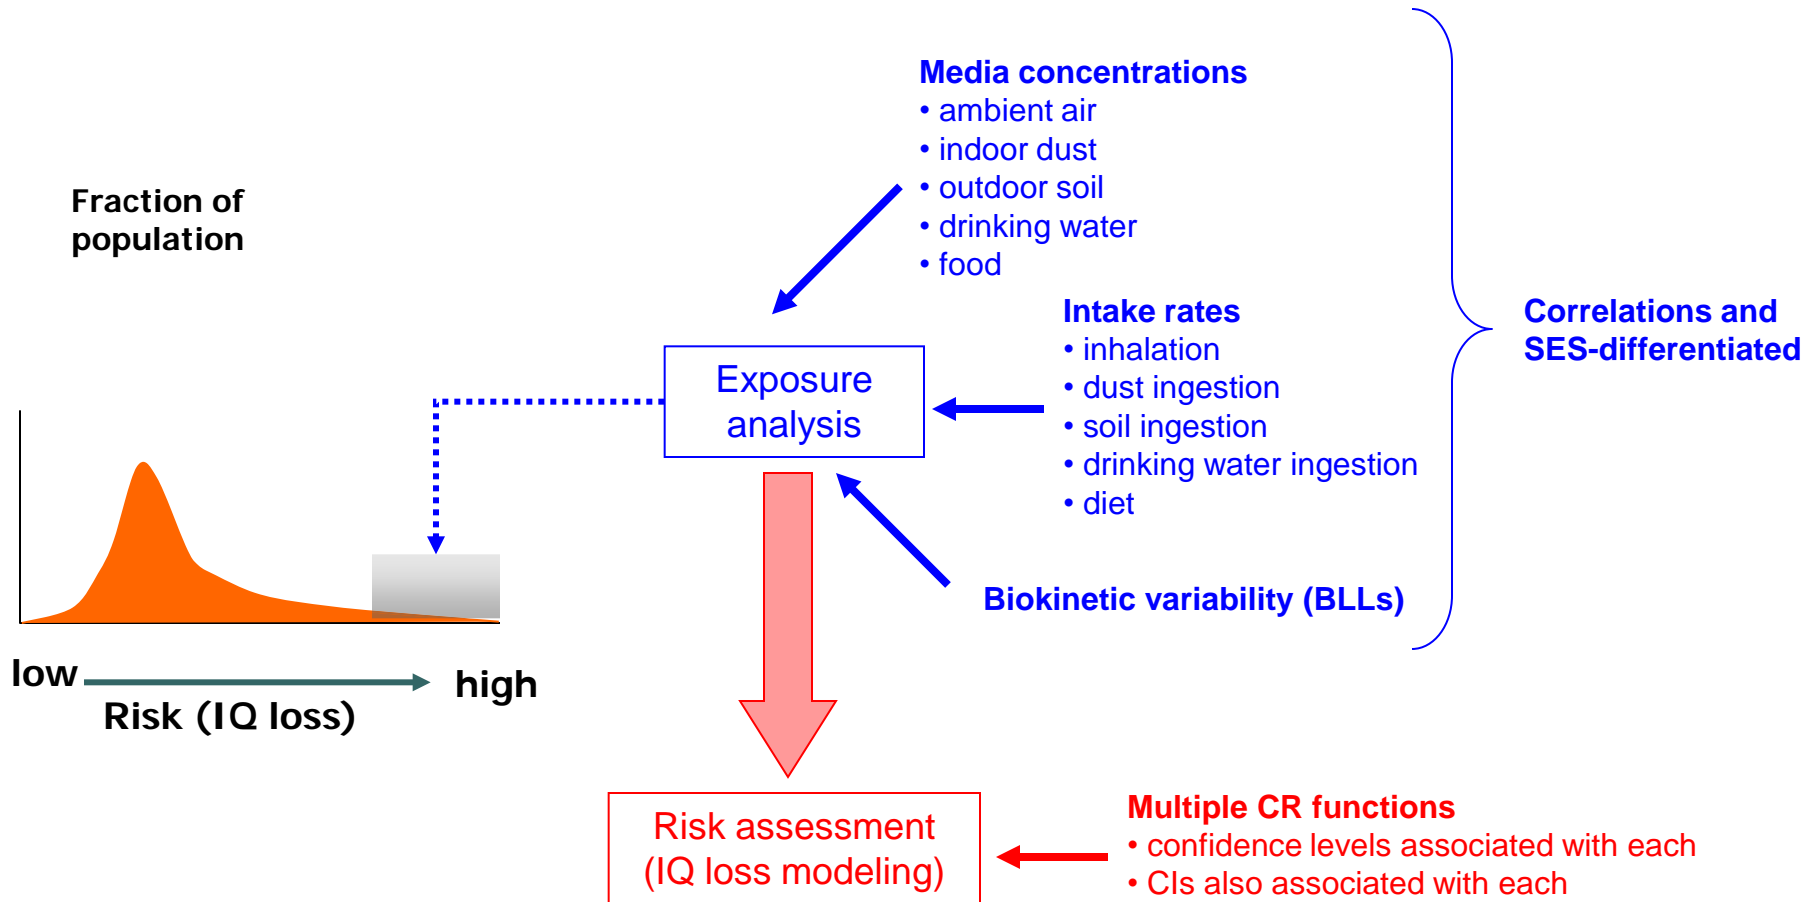 Media concentrations
• ambient air
• indoor dust
• outdoor soil
• drinking water
• food
Fraction of
population
Intake rates
• inhalation
• dust ingestion
• soil ingestion
• drinking water ingestion
• diet
Correlations and
SES-differentiated
Exposure
analysis
Biokinetic variability (BLLs)
low
high
Risk (IQ loss)
Risk assessment
(IQ loss modeling)
Multiple CR functions
• confidence levels associated with each
• CIs also associated with each